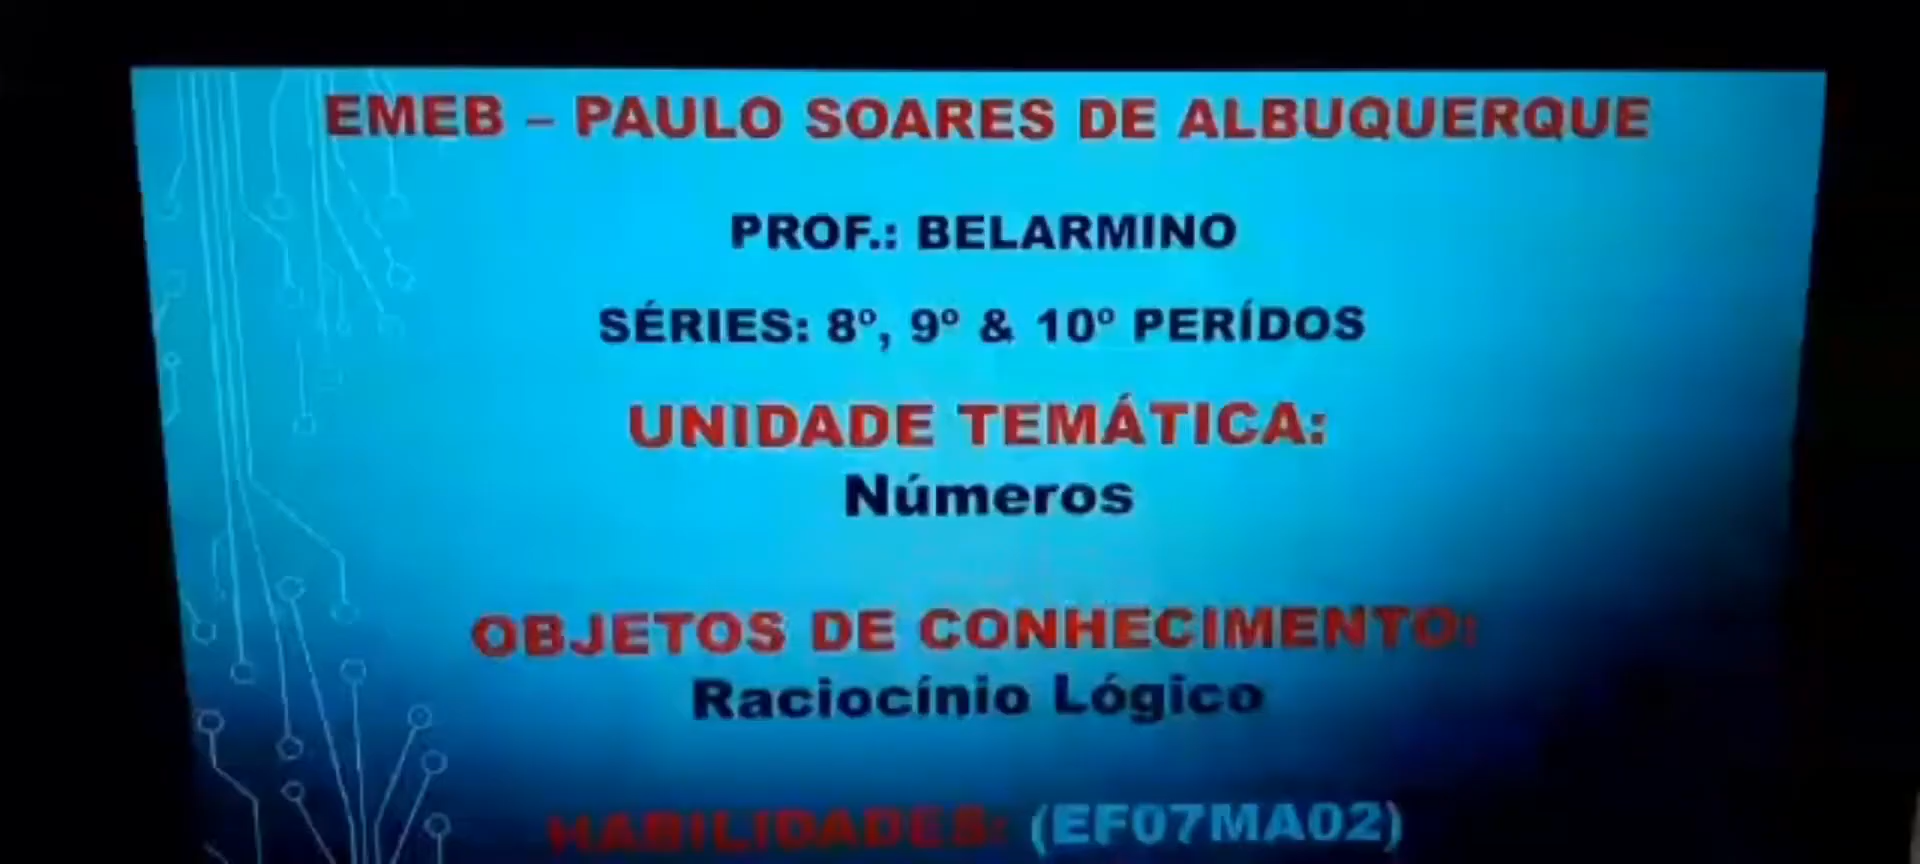 EMEB – PAULO SOARES DE ALBUQUERQUE
PROF.: BELARMINO
SÉRIES: 8º, 9º & 10º PERÍDOS
UNIDADE TEMÁTICA:
Números
OBJETOS DE CONHECIMENTO:
Raciocínio Lógico
HABILIDADES: (EF07MA02)